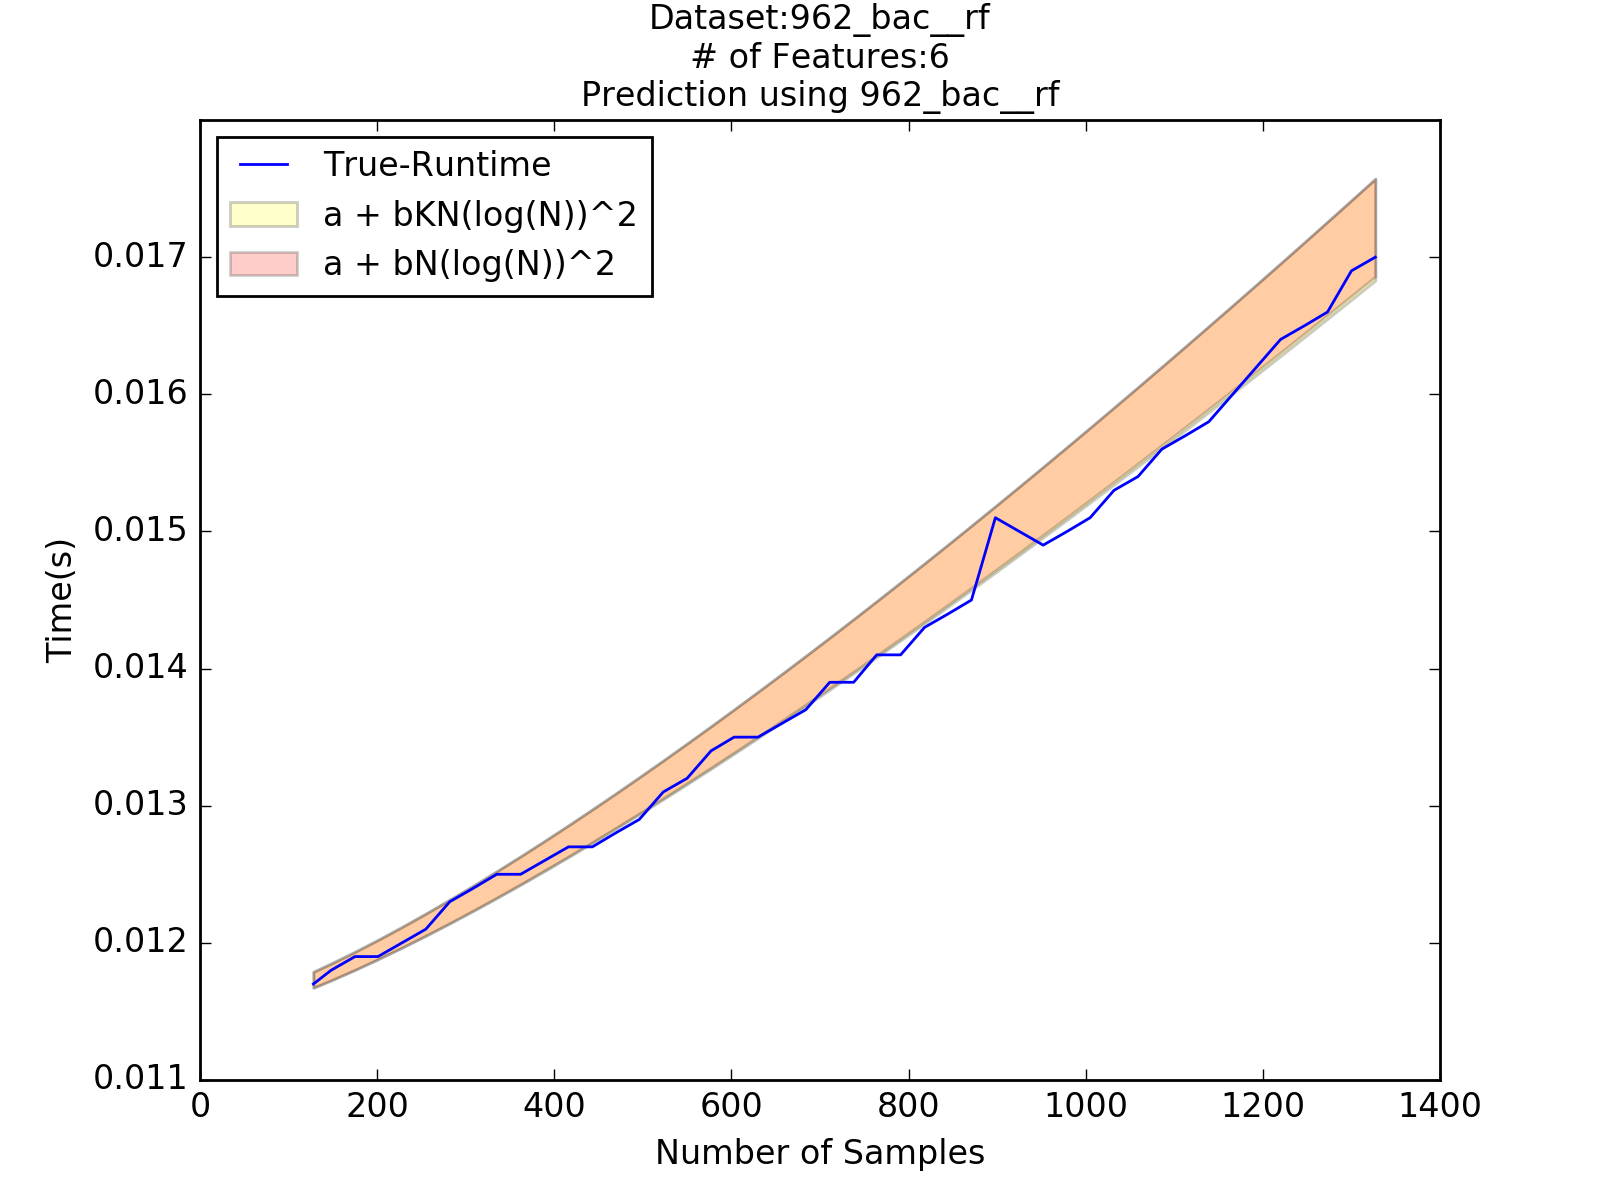 Dataset:962_bac__rf
# of Features:6
Prediction using 962_bac__rf
True-Runtime
a + bKN(log(N))^2
a + bN(log(N))^2
0.017
0.016
0.015
0.014
0.013
0.012
0.011
Time(s)
0 200 400 600 800 1000 1200 1400
Number of Samples